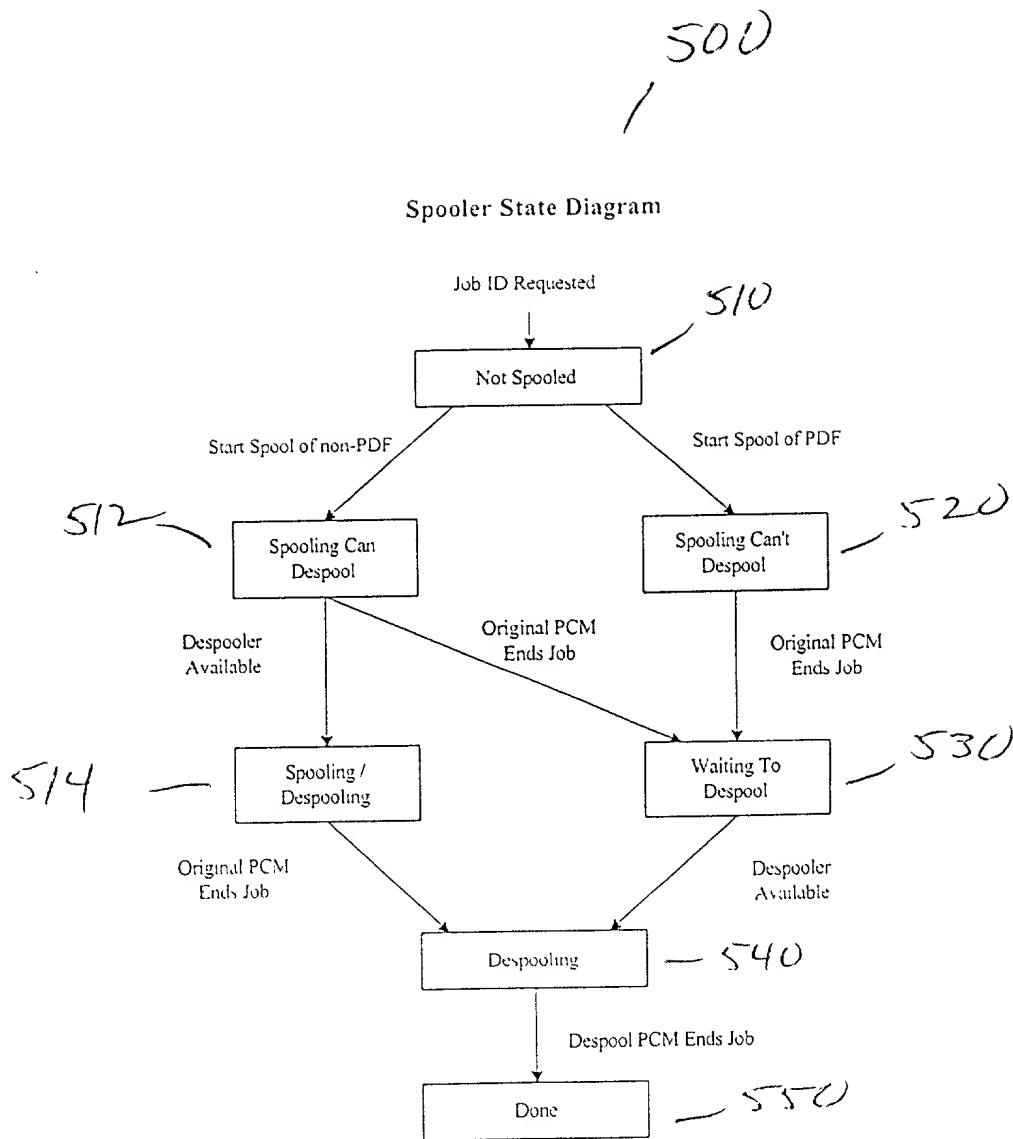 500
Spooler State Diagram
Job ID Requested
510
Not Spooled
Start Spool of non-PDF
Start Spool of PDF
512
520
Spooling Can
Despool
Spooling Can't
Despool
Despooler
Available
Original PCM
Ends Job
Original PCM
Ends Job
514
Spooling /
Despooling
Waiting To
Despool
530
Original PCM
Ends Job
Despooler
Available
Despooling
540
Despool PCM Ends Job
Done
550